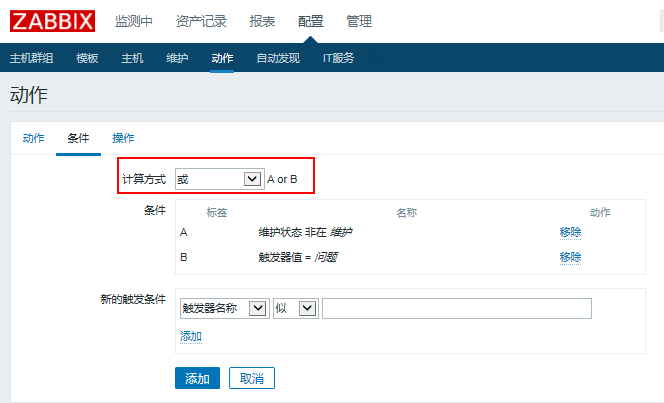 ZABBIX 监测中 资产记录 报表 配置 管理
主机群组 模板 主机 维护 动作 自动发现 IT服务
动作
动作 条件 操作
计算方式 或 A or B
条件 标签 名称 动作
A 维护状态 非在 维护 移除
B 触发器值 = 问题 移除
新的触发条件 触发器名称 似
添加
添加 取消